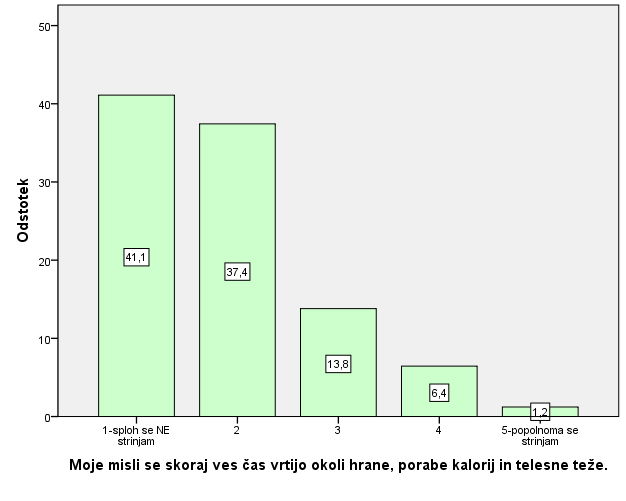 Odstotek
50
40
30
20
10
0
41,1
37,4
13,8
6,4
1,2
1-sploh se NE
strinjam
2
3
4
5-popolnoma se
strinjam
Moje misli se skoraj ves čas vrtijo okoli hrane, porabe kalorij in telesne teže.